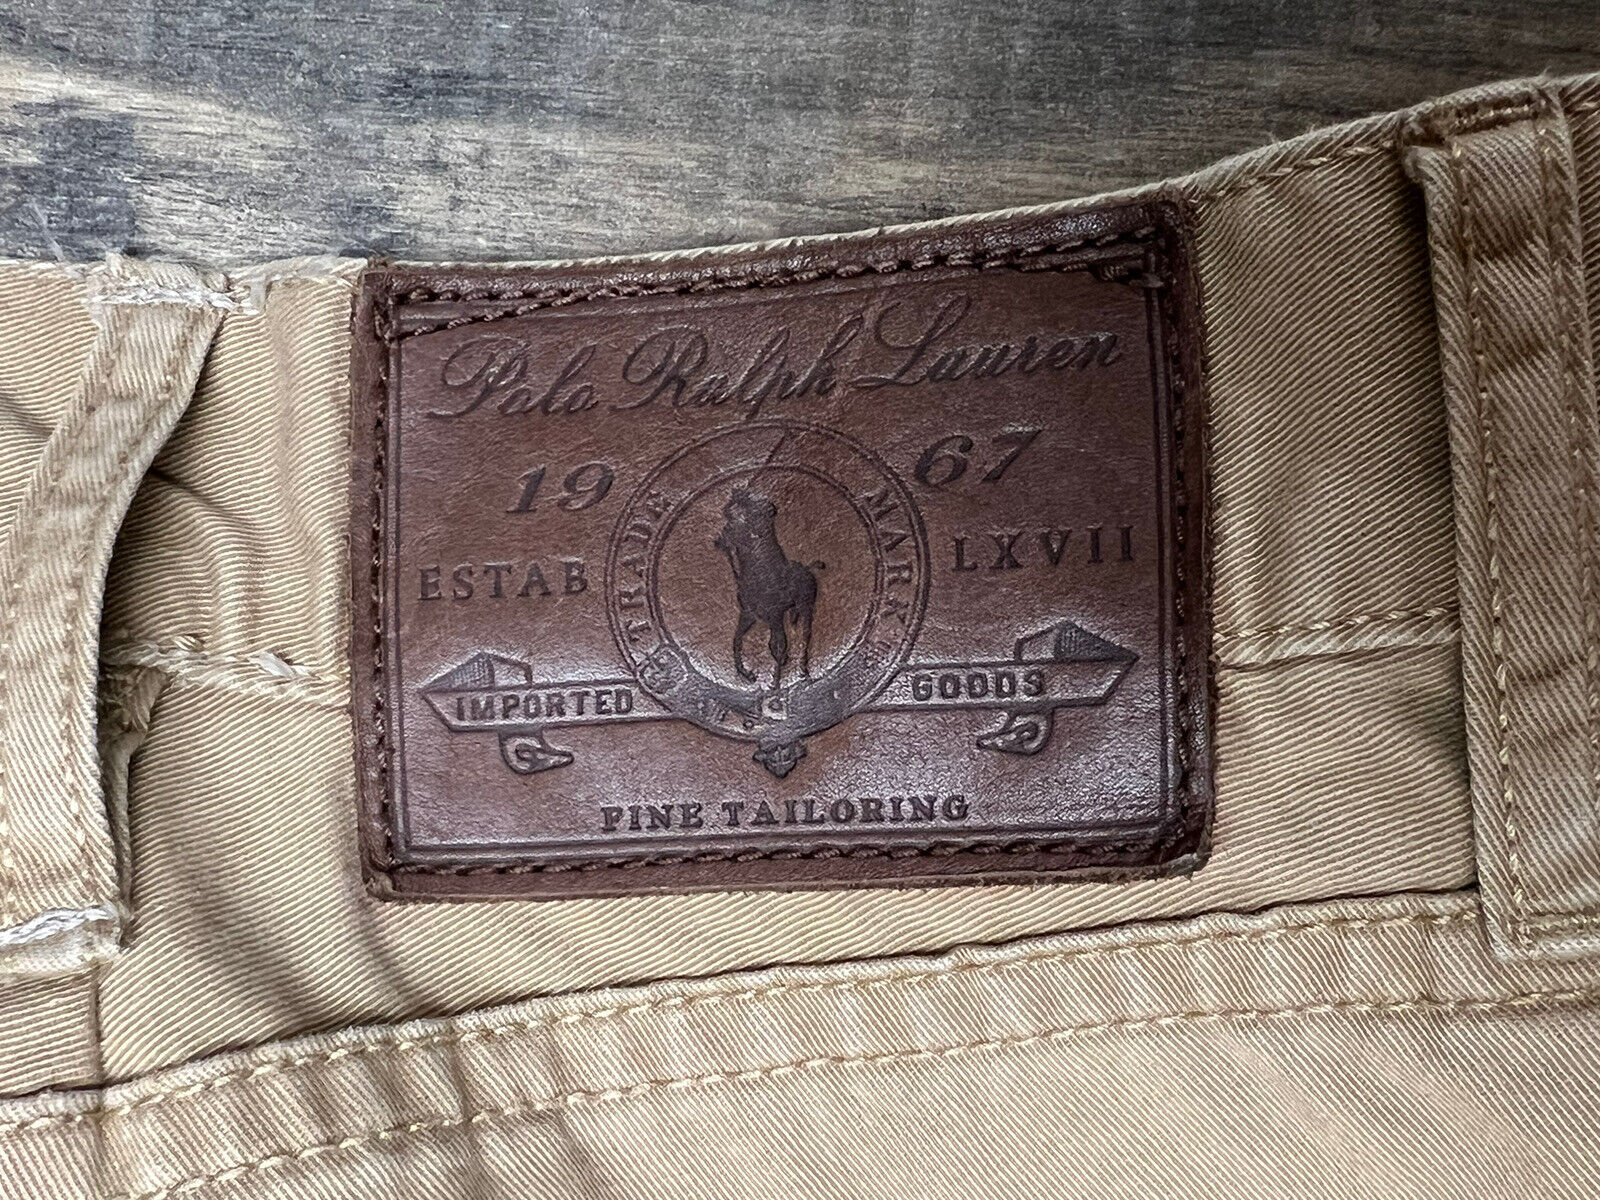 Polo Ralph Lauren
19 67
TRADE MARK
ESTAB LXVII
IMPORTED GOODS
FINE TAILORING